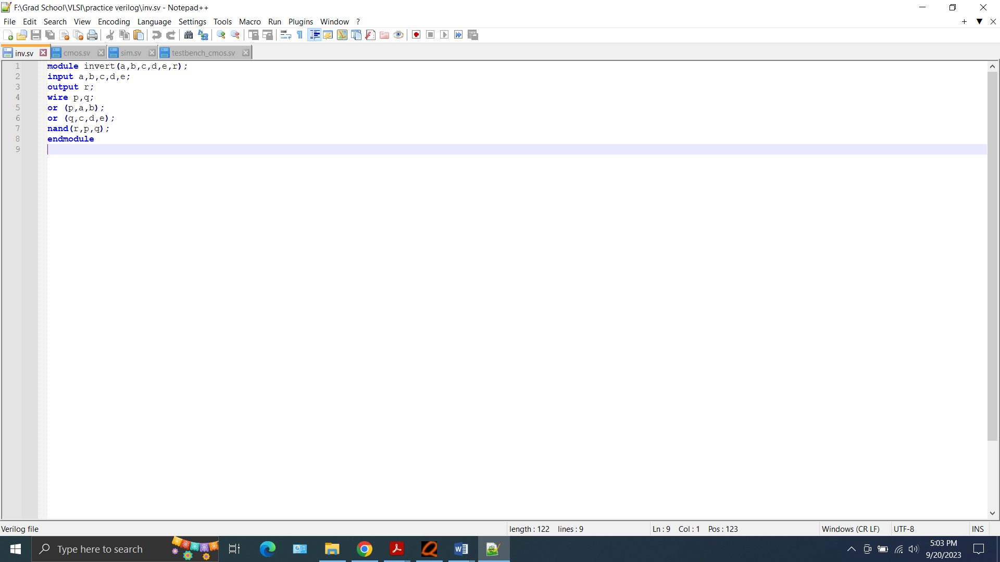 F:\Grad School\VLSI\practice verilog\inv.sv - Notepad++
File Edit Search View Encoding Language Settings Tools Macro Run Plugins Window ?
inv.sv cmos.sv sim.sv testbench_cmos.sv
1 module invert(a,b,c,d,e,r);
2 input a,b,c,d,e;
3 output r;
4 wire p,q;
5 or (p,a,b);
6 or (q,c,d,e);
7 nand(r,p,q);
8 endmodule
9
Verilog file length : 122 lines : 9 Ln : 9 Col : 1 Pos : 123 Windows (CR LF) UTF-8 INS
Type here to search
5:03 PM
9/20/2023